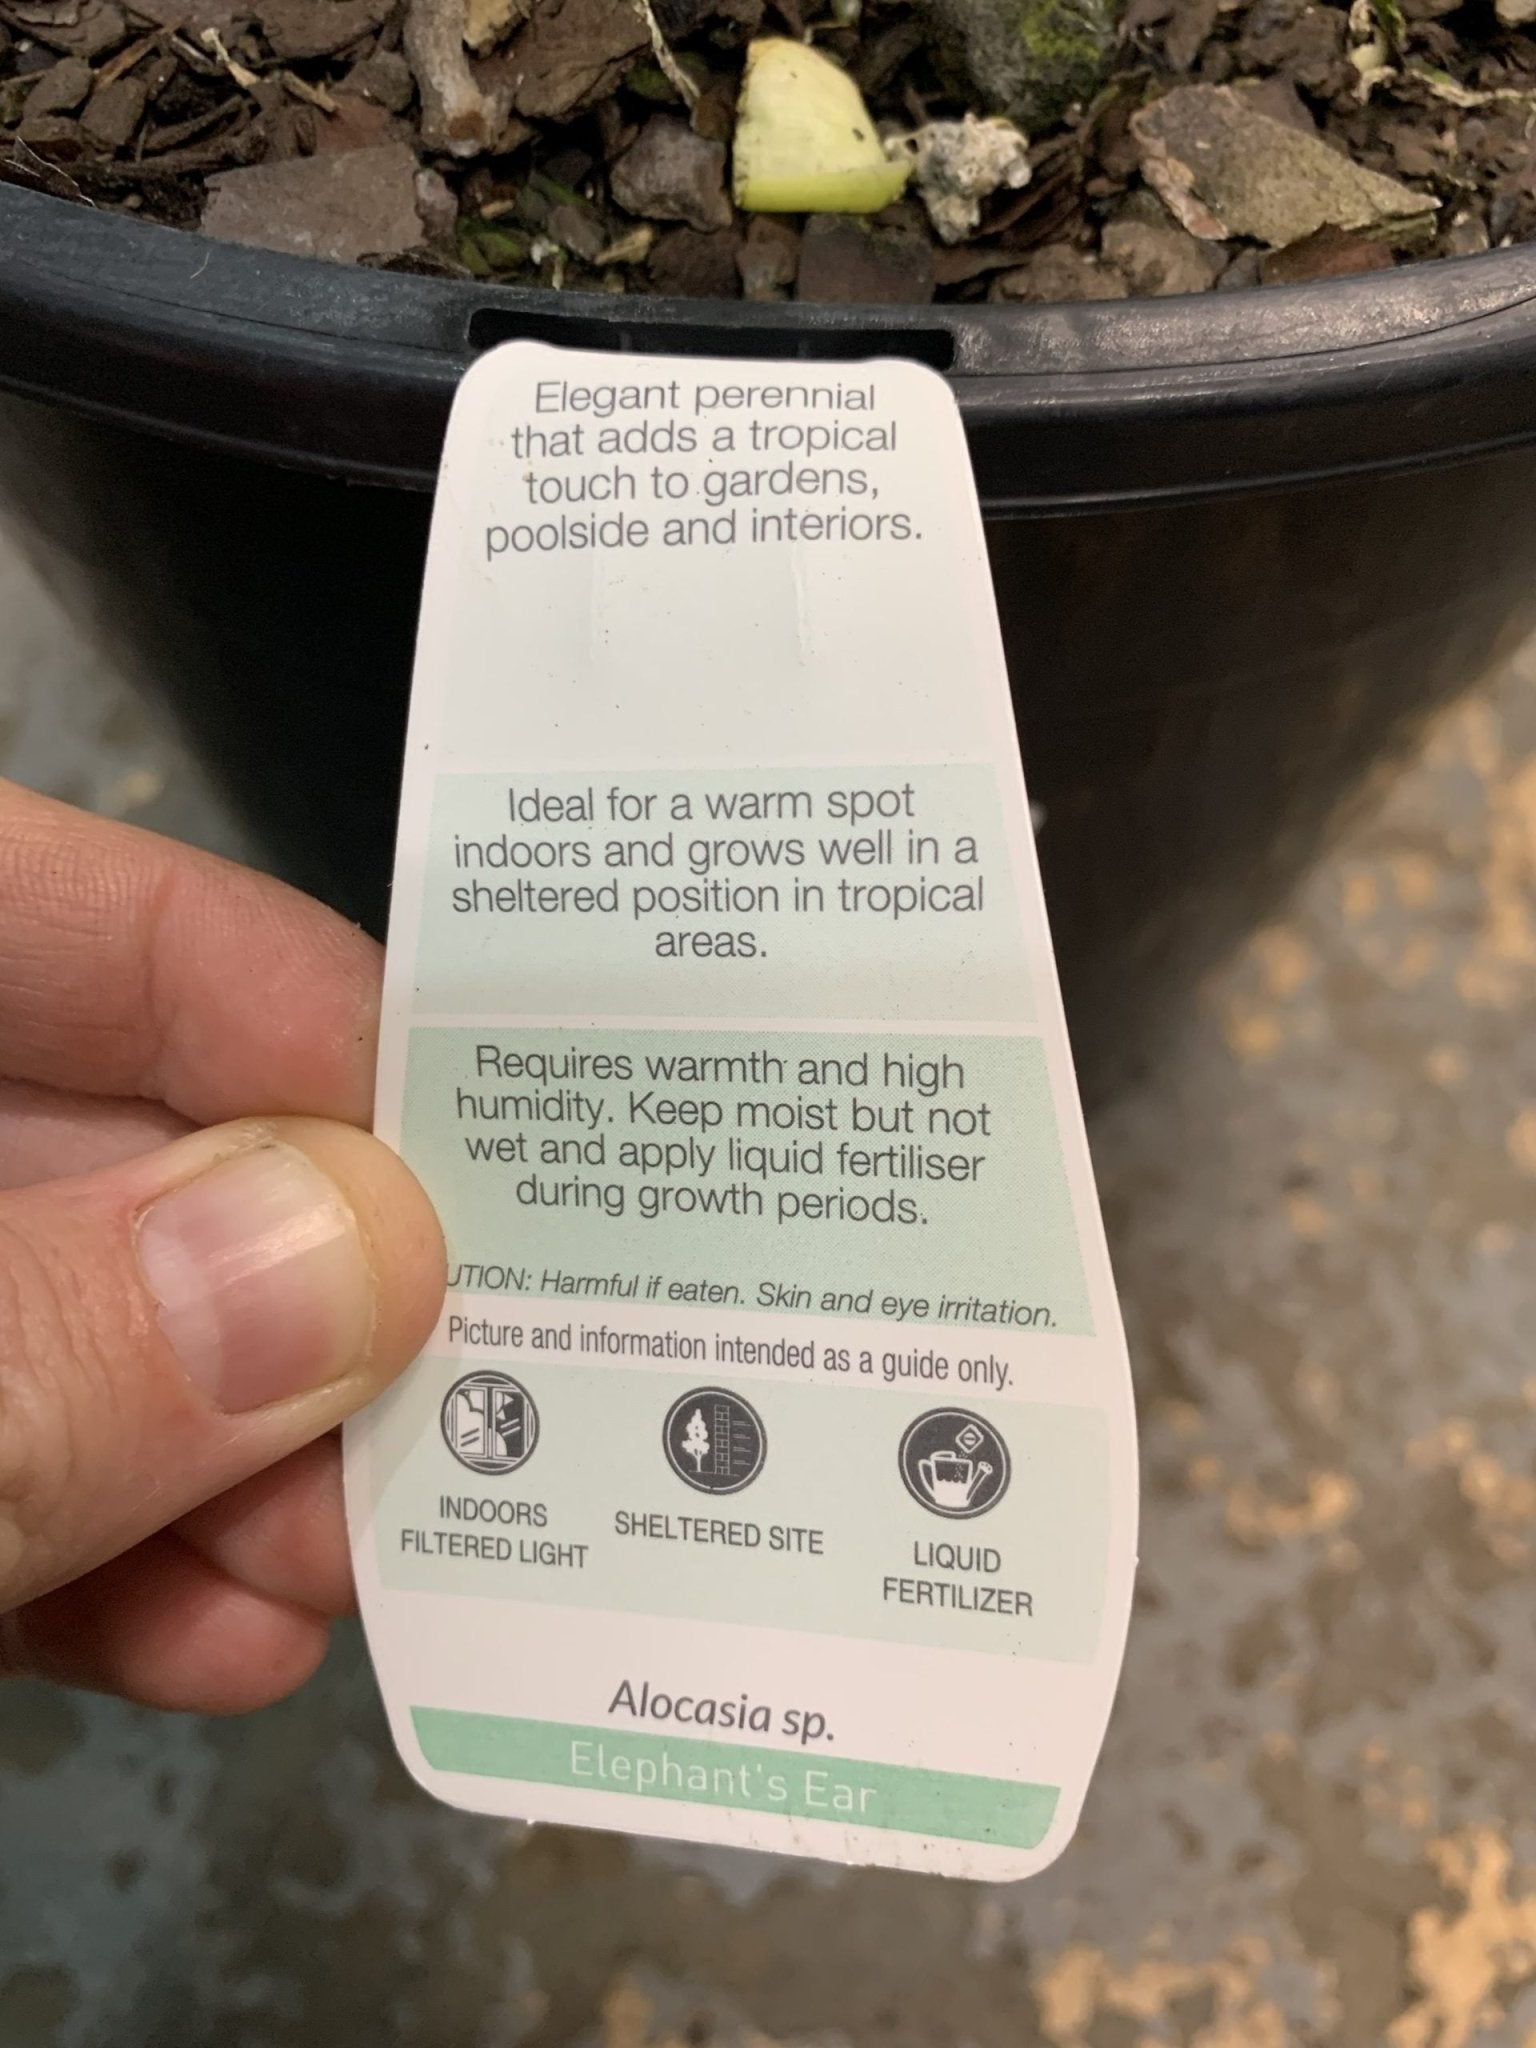 Elegant perennial
that adds a tropical
touch to gardens,
poolside and interiors.
Ideal for a warm spot
indoors and grows well in a
sheltered position in tropical
areas.
Requires warmth and high
humidity. Keep moist but not
wet and apply liquid fertiliser
during growth periods.
UTION: Harmful if eaten. Skin and eye irritation.
Picture and information intended as a guide only.
INDOORS
FILTERED LIGHT
SHELTERED SITE
LIQUID
FERTILIZER
Alocasia sp.
Elephant's Ear